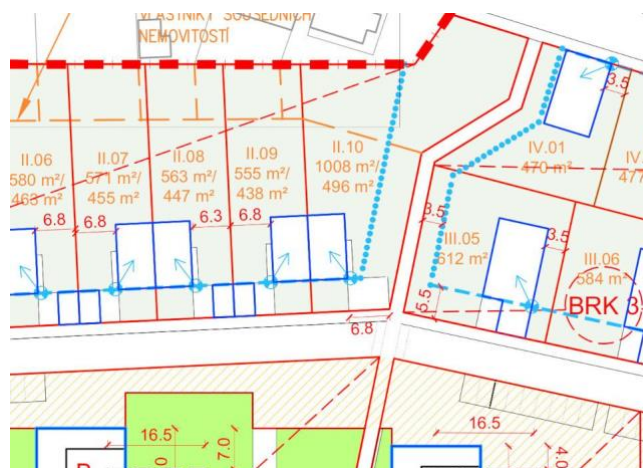 VLASTNÍKŮ SOUSEDNÍCH
NEMOVITOSTÍ
3.5
II.06
580 m²/
463 m²
II.07
571 m²/
455 m²
II.08
563 m²/
447 m²
II.09
555 m²/
438 m²
II.10
1008 m²/
496 m²
IV.01
470 m²
IV.
477
6.8
6.8
6.3
6.8
3.5
III.05
612 m²
3.5
III.06
584 m²
5.5
BRK 3
6.8
16.5
7.0
16.5
4.0